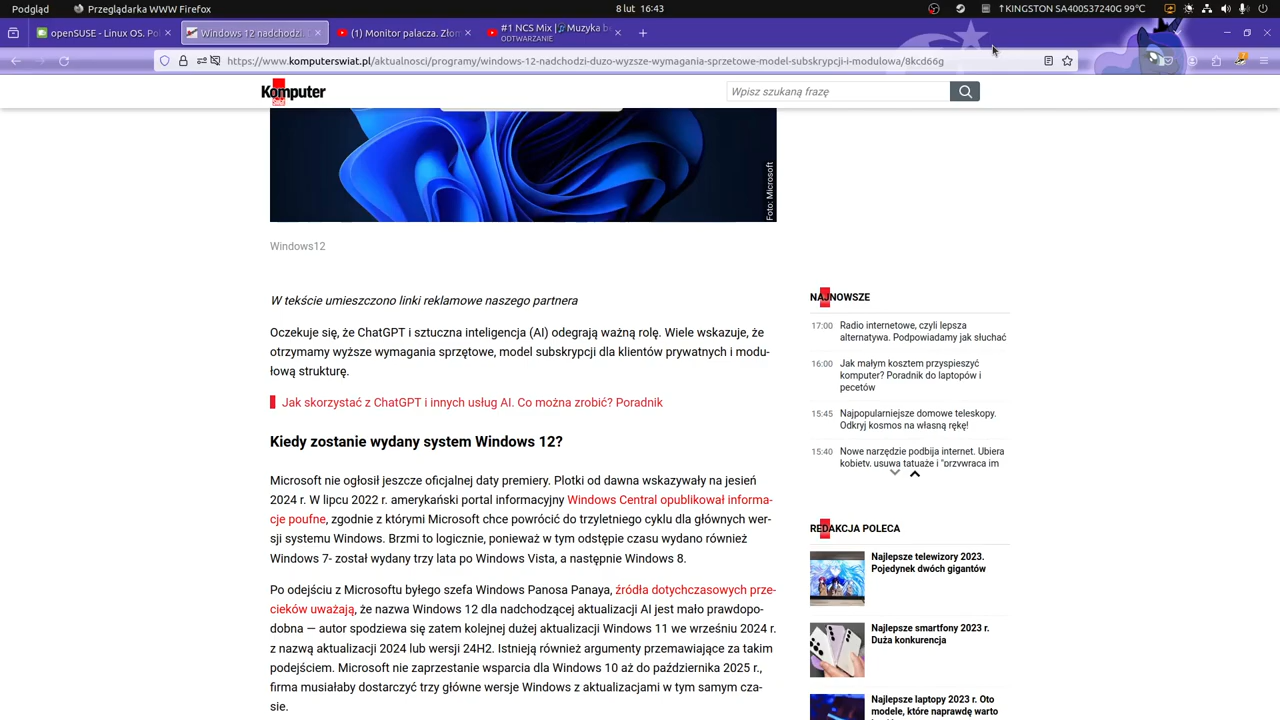 Podgląd
Przeglądarka WWW Firefox
8 lut 16:43
KINGSTON SA400S37240G 99°C
openSUSE - Linux OS. Po
Windows 12 nadchodzi.
(1) Monitor pałacza. Złom
#1 NCS Mix | Muzyka be
ODTWARZANIE
https://www.komputerswiat.pl/aktualnosci/programy/windows-12-nadchodzi-duzo-wyzsze-wymagania-sprzetowe-model-subskrypcji-i-modulowa/8kcd66g
Komputer
Wpisz szukaną frazę
Foto: Microsoft
Windows12
W tekście umieszczono linki reklamowe naszego partnera
Oczekuje się, że ChatGPT i sztuczna inteligencja (AI) odegrają ważną rolę. Wiele wskazuje, że
otrzymamy wyższe wymagania sprzętowe, model subskrypcji dla klientów prywatnych i modu-
łową strukturę.
Jak skorzystać z ChatGPT i innych usług AI. Co można zrobić? Poradnik
Kiedy zostanie wydany system Windows 12?
Microsoft nie ogłosił jeszcze oficjalnej daty premiery. Plotki od dawna wskazywały na jesień
2024 r. W lipcu 2022 r. amerykański portal informacyjny Windows Central opublikował informa-
cje poufne, zgodnie z którymi Microsoft chce powrócić do trzyletniego cyklu dla głównych wer-
sji systemu Windows. Brzmi to logicznie, ponieważ w tym odstępie czasu wydano również
Windows 7- został wydany trzy lata po Windows Vista, a następnie Windows 8.
Po odejściu z Microsoftu byłego szefa Windows Panosa Panaya, źródła dotychczasowych prze-
cieków uważają, że nazwa Windows 12 dla nadchodzącej aktualizacji AI jest mało prawdopo-
dobna — autor spodziewa się zatem kolejnej dużej aktualizacji Windows 11 we wrześniu 2024 r.
z nazwą aktualizacji 2024 lub wersji 24H2. Istnieją również argumenty przemawiające za takim
podejściem. Microsoft nie zaprzestanie wsparcia dla Windows 10 aż do października 2025 r.,
firma musiałaby dostarczyć trzy główne wersje Windows z aktualizacjami w tym samym cza-
sie.
NAJNOWSZE
17:00 Radio internetowe, czyli lepsza
alternatywa. Podpowiadamy jak słuchać
16:00 Jak małym kosztem przyspieszyć
komputer? Poradnik do laptopów i
pecetów
15:45 Najpopularniejsze domowe teleskopy.
Odkryj kosmos na własną rękę!
15:40 Nowe narzędzie podbija internet. Ubiera
kobiety, usuwa tatuaże i "przywraca im
REDAKCJA POLECA
Najlepsze telewizory 2023.
Pojedynek dwóch gigantów
Najlepsze smartfony 2023 r.
Duża konkurencja
Najlepsze laptopy 2023 r. Oto
modele, które naprawdę warto